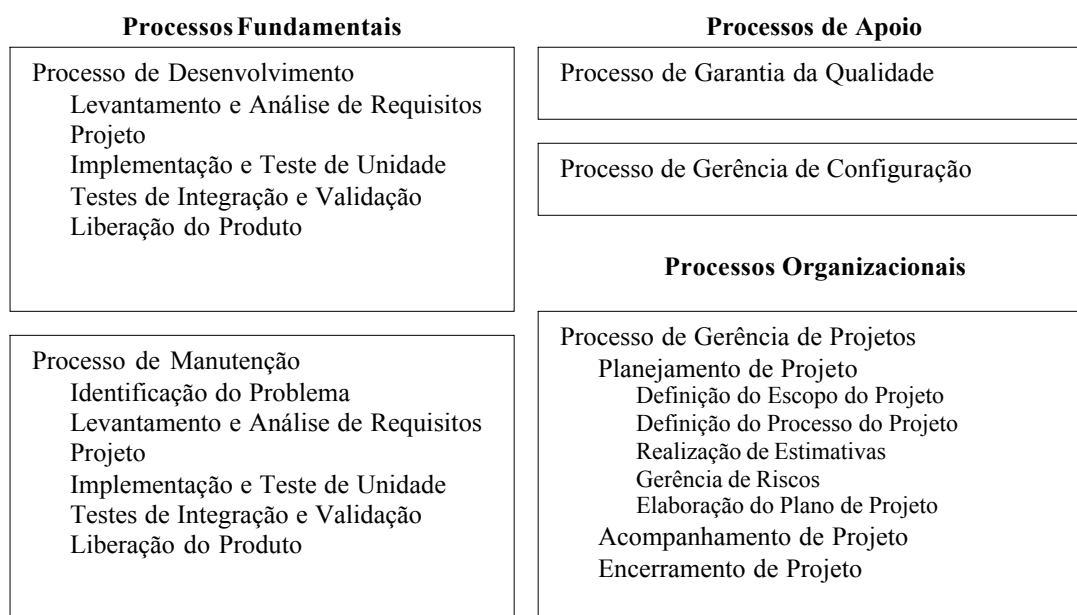 Processos Fundamentais
Processo de Desenvolvimento
Levantamento e Análise de Requisitos
Projeto
Implementação e Teste de Unidade
Testes de Integração e Validação
Liberação do Produto
Processo de Manutenção
Identificação do Problema
Levantamento e Análise de Requisitos
Projeto
Implementação e Teste de Unidade
Testes de Integração e Validação
Liberação do Produto
Processos de Apoio
Processo de Garantia da Qualidade
Processo de Gerência de Configuração
Processos Organizacionais
Processo de Gerência de Projetos
Planejamento de Projeto
Definição do Escopo do Projeto
Definição do Processo do Projeto
Realização de Estimativas
Gerência de Riscos
Elaboração do Plano de Projeto
Acompanhamento de Projeto
Encerramento de Projeto